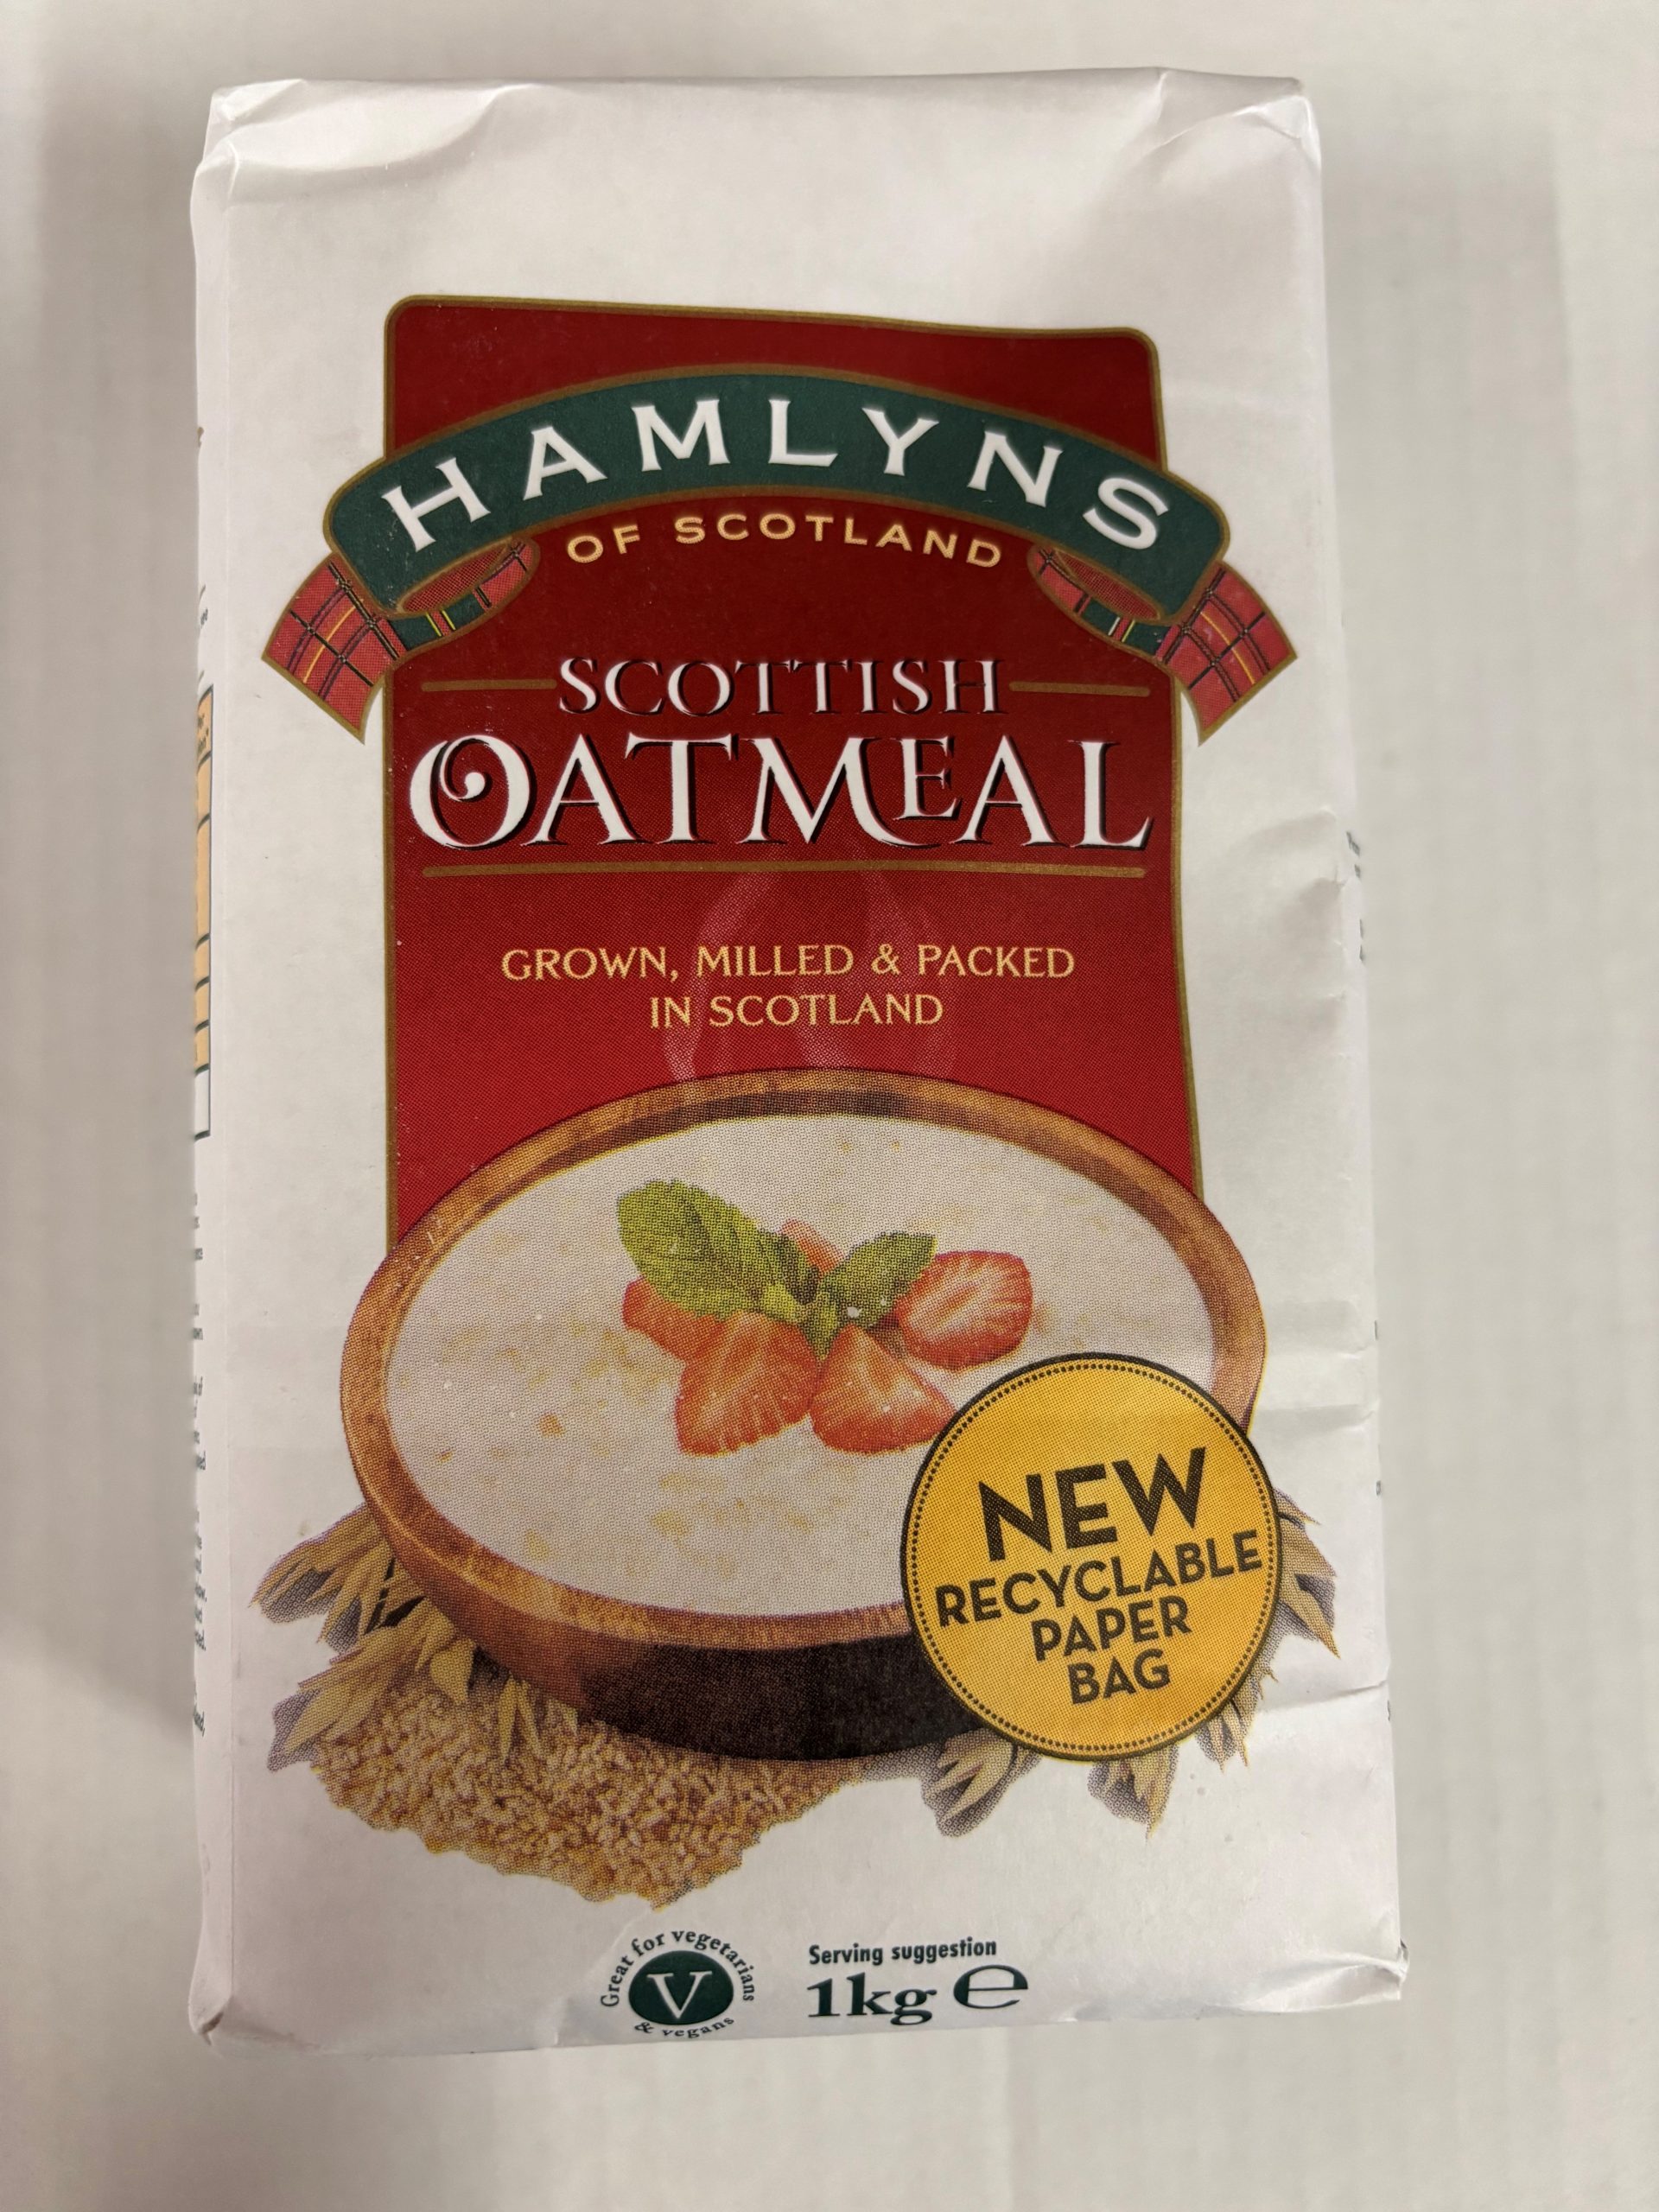 HAMLYNS
OF SCOTLAND
SCOTTISH
OATMEAL
GROWN, MILLED & PACKED
IN SCOTLAND
NEW
RECYCLABLE
PAPER
BAG
Great for vegetarians
V
& vegans
Serving suggestion
1kg ℮